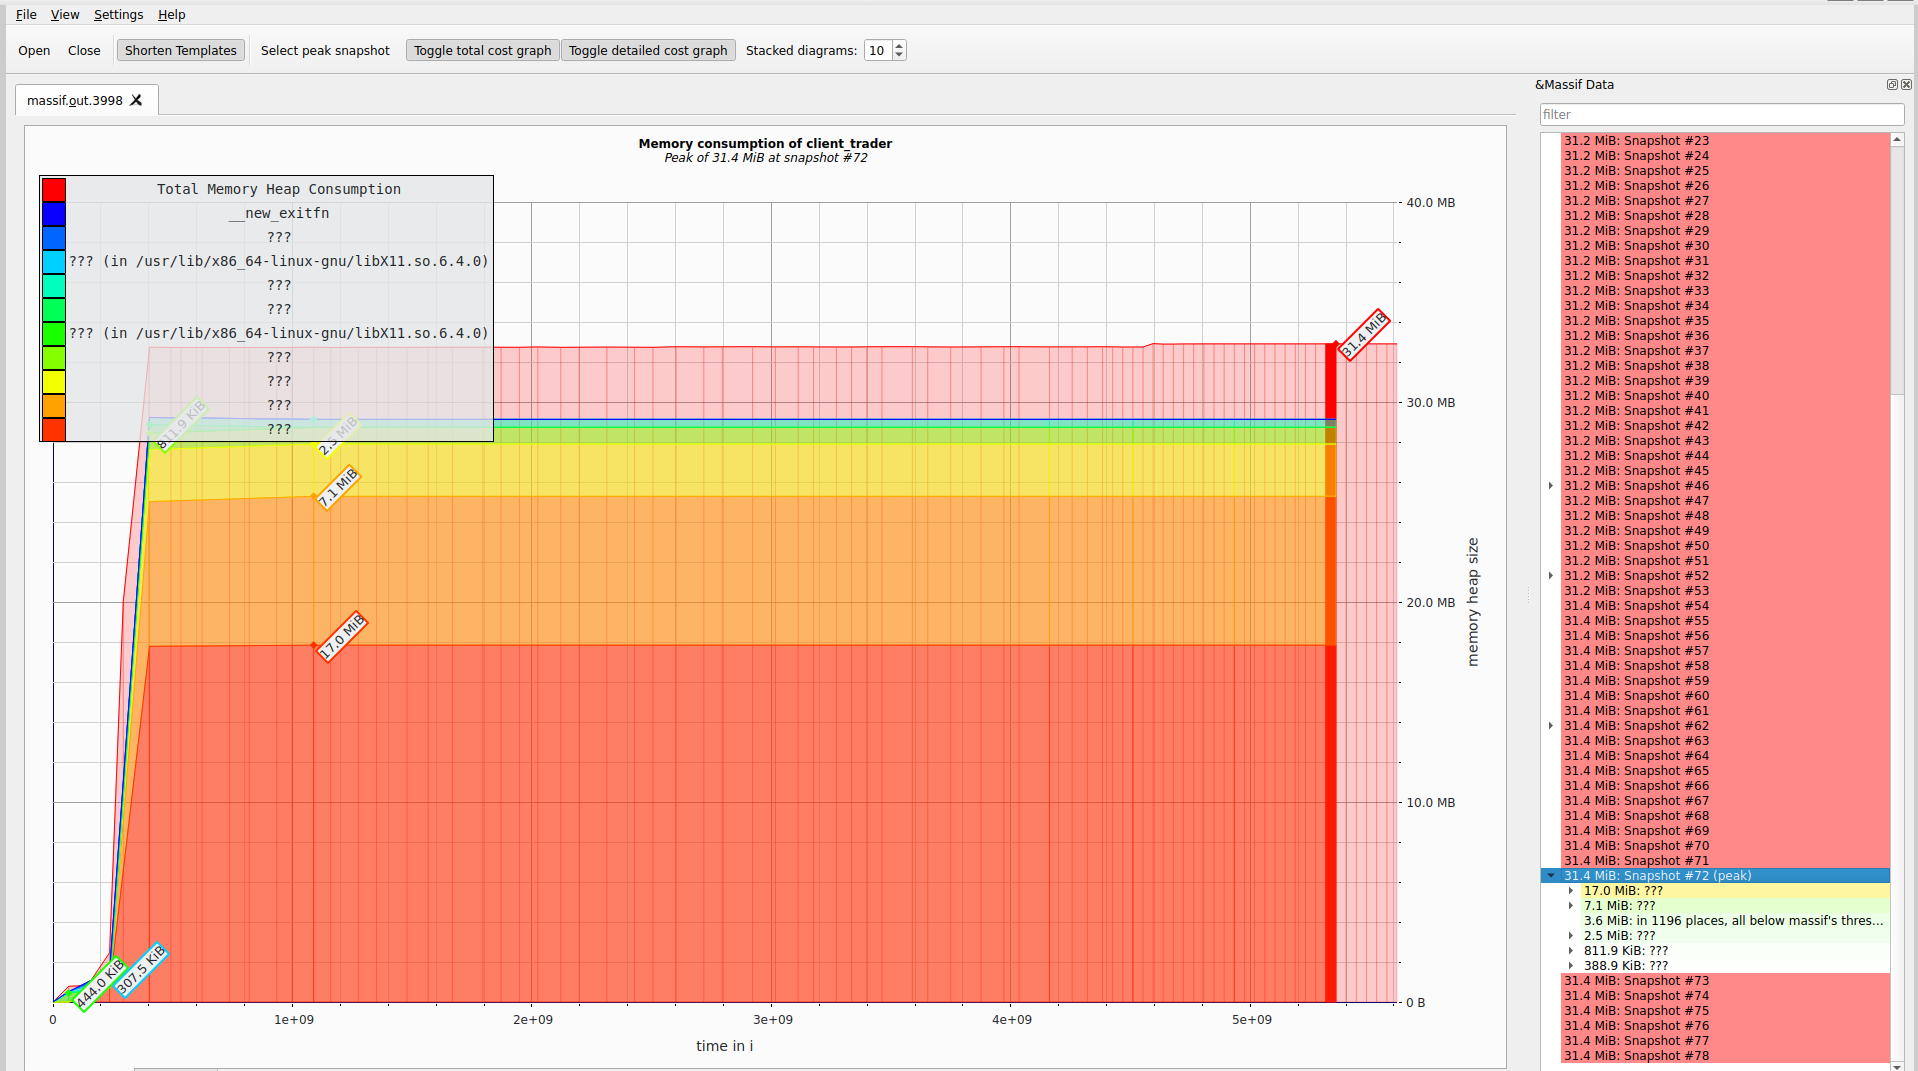 File View Settings Help
Open Close Shorten Templates Select peak snapshot Toggle total cost graph Toggle detailed cost graph Stacked diagrams: 10
massif.out.3998
Memory consumption of client_trader
Peak of 31.4 MiB at snapshot #72
Total Memory Heap Consumption
__new_exitfn
???
??? (in /usr/lib/x86_64-linux-gnu/libX11.so.6.4.0)
???
???
??? (in /usr/lib/x86_64-linux-gnu/libX11.so.6.4.0)
???
???
???
???
40.0 MB
31.4 MiB
30.0 MB
811.9 KiB
2.5 MiB
7.1 MiB
20.0 MB
17.0 MiB
memory heap size
10.0 MB
444.0 KiB
307.5 KiB
0 B
0 1e+09 2e+09 3e+09 4e+09 5e+09
time in i
&Massif Data
filter
31.2 MiB: Snapshot #23
31.2 MiB: Snapshot #24
31.2 MiB: Snapshot #25
31.2 MiB: Snapshot #26
31.2 MiB: Snapshot #27
31.2 MiB: Snapshot #28
31.2 MiB: Snapshot #29
31.2 MiB: Snapshot #30
31.2 MiB: Snapshot #31
31.2 MiB: Snapshot #32
31.2 MiB: Snapshot #33
31.2 MiB: Snapshot #34
31.2 MiB: Snapshot #35
31.2 MiB: Snapshot #36
31.2 MiB: Snapshot #37
31.2 MiB: Snapshot #38
31.2 MiB: Snapshot #39
31.2 MiB: Snapshot #40
31.2 MiB: Snapshot #41
31.2 MiB: Snapshot #42
31.2 MiB: Snapshot #43
31.2 MiB: Snapshot #44
31.2 MiB: Snapshot #45
31.2 MiB: Snapshot #46
31.2 MiB: Snapshot #47
31.2 MiB: Snapshot #48
31.2 MiB: Snapshot #49
31.2 MiB: Snapshot #50
31.2 MiB: Snapshot #51
31.2 MiB: Snapshot #52
31.2 MiB: Snapshot #53
31.4 MiB: Snapshot #54
31.4 MiB: Snapshot #55
31.4 MiB: Snapshot #56
31.4 MiB: Snapshot #57
31.4 MiB: Snapshot #58
31.4 MiB: Snapshot #59
31.4 MiB: Snapshot #60
31.4 MiB: Snapshot #61
31.4 MiB: Snapshot #62
31.4 MiB: Snapshot #63
31.4 MiB: Snapshot #64
31.4 MiB: Snapshot #65
31.4 MiB: Snapshot #66
31.4 MiB: Snapshot #67
31.4 MiB: Snapshot #68
31.4 MiB: Snapshot #69
31.4 MiB: Snapshot #70
31.4 MiB: Snapshot #71
31.4 MiB: Snapshot #72 (peak)
17.0 MiB: ???
7.1 MiB: ???
3.6 MiB: in 1196 places, all below massif's thres...
2.5 MiB: ???
811.9 KiB: ???
388.9 KiB: ???
31.4 MiB: Snapshot #73
31.4 MiB: Snapshot #74
31.4 MiB: Snapshot #75
31.4 MiB: Snapshot #76
31.4 MiB: Snapshot #77
31.4 MiB: Snapshot #78